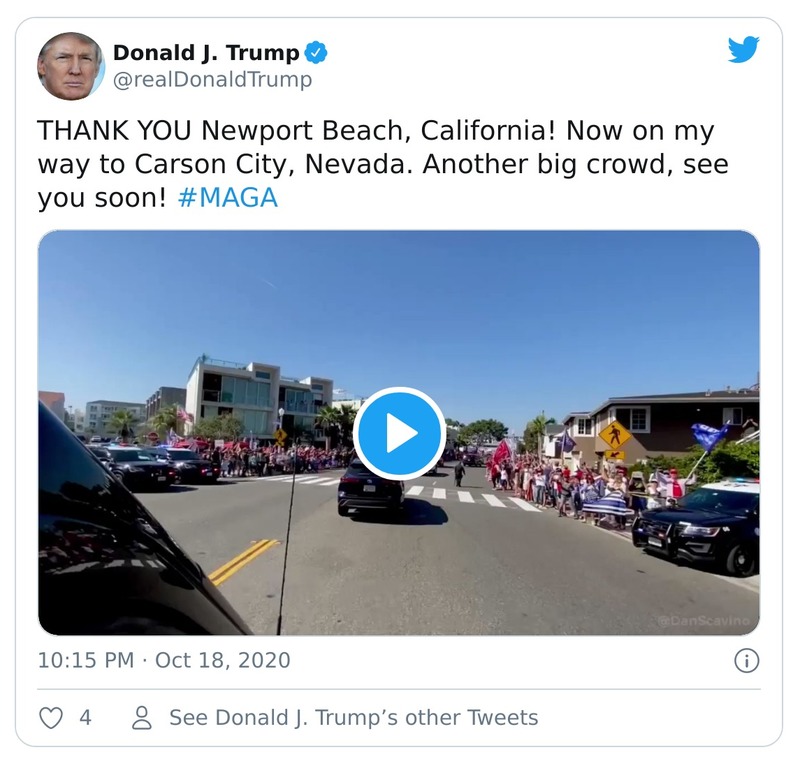 Donald J. Trump
@realDonaldTrump
THANK YOU Newport Beach, California! Now on my
way to Carson City, Nevada. Another big crowd, see
you soon! #MAGA
@DanScavino
10:15 PM · Oct 18, 2020
4
See Donald J. Trump’s other Tweets